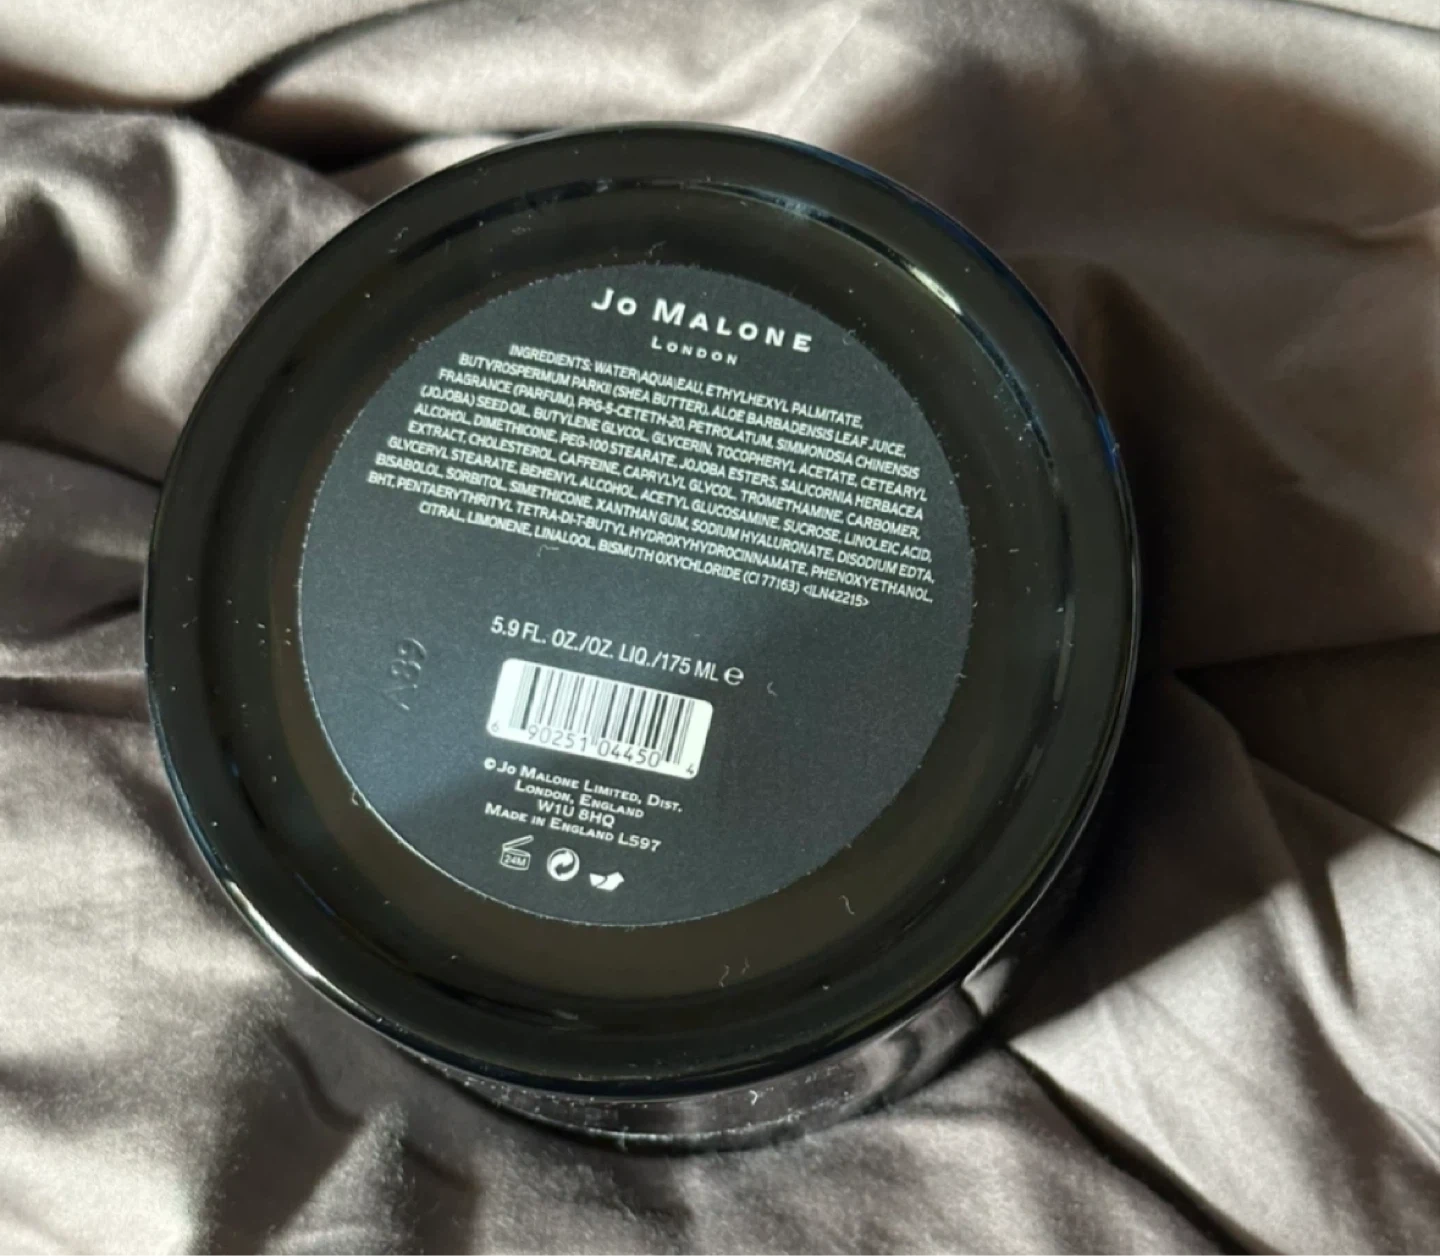 JO MALONE
LONDON
INGREDIENTS: WATER\AQUA\EAU, ETHYLHEXYL PALMITATE,
BUTYROSPERMUM PARKII (SHEA BUTTER), ALOE BARBADENSIS LEAF JUICE,
FRAGRANCE (PARFUM), PPG-5-CETETH-20, PETROLATUM, SIMMONDSIA CHINENSIS
(JOJOBA) SEED OIL, BUTYLENE GLYCOL, GLYCERIN, TOCOPHERYL ACETATE, CETEARYL
ALCOHOL, DIMETHICONE, PEG-100 STEARATE, JOJOBA ESTERS, SALICORNIA HERBACEA
EXTRACT, CHOLESTEROL, CAFFEINE, CAPRYLYL GLYCOL, TROMETHAMINE, CARBOMER,
GLYCERYL STEARATE, BEHENYL ALCOHOL, ACETYL GLUCOSAMINE, SUCROSE, LINOLEIC ACID,
BISABOLOL, SORBITOL, SIMETHICONE, XANTHAN GUM, SODIUM HYALURONATE, DISODIUM EDTA,
BHT, PENTAERYTHRITYL TETRA-DI-T-BUTYL HYDROXYHYDROCINNAMATE, PHENOXYETHANOL,
CITRAL, LIMONENE, LINALOOL, BISMUTH OXYCHLORIDE (CI 77163) <ILN42215>
5.9 FL. OZ./OZ. LIQ./175 ML ℮
6 90251 04450 4
© JO MALONE LIMITED, DIST.
LONDON, ENGLAND
W1U 8HQ
MADE IN ENGLAND L597
24M